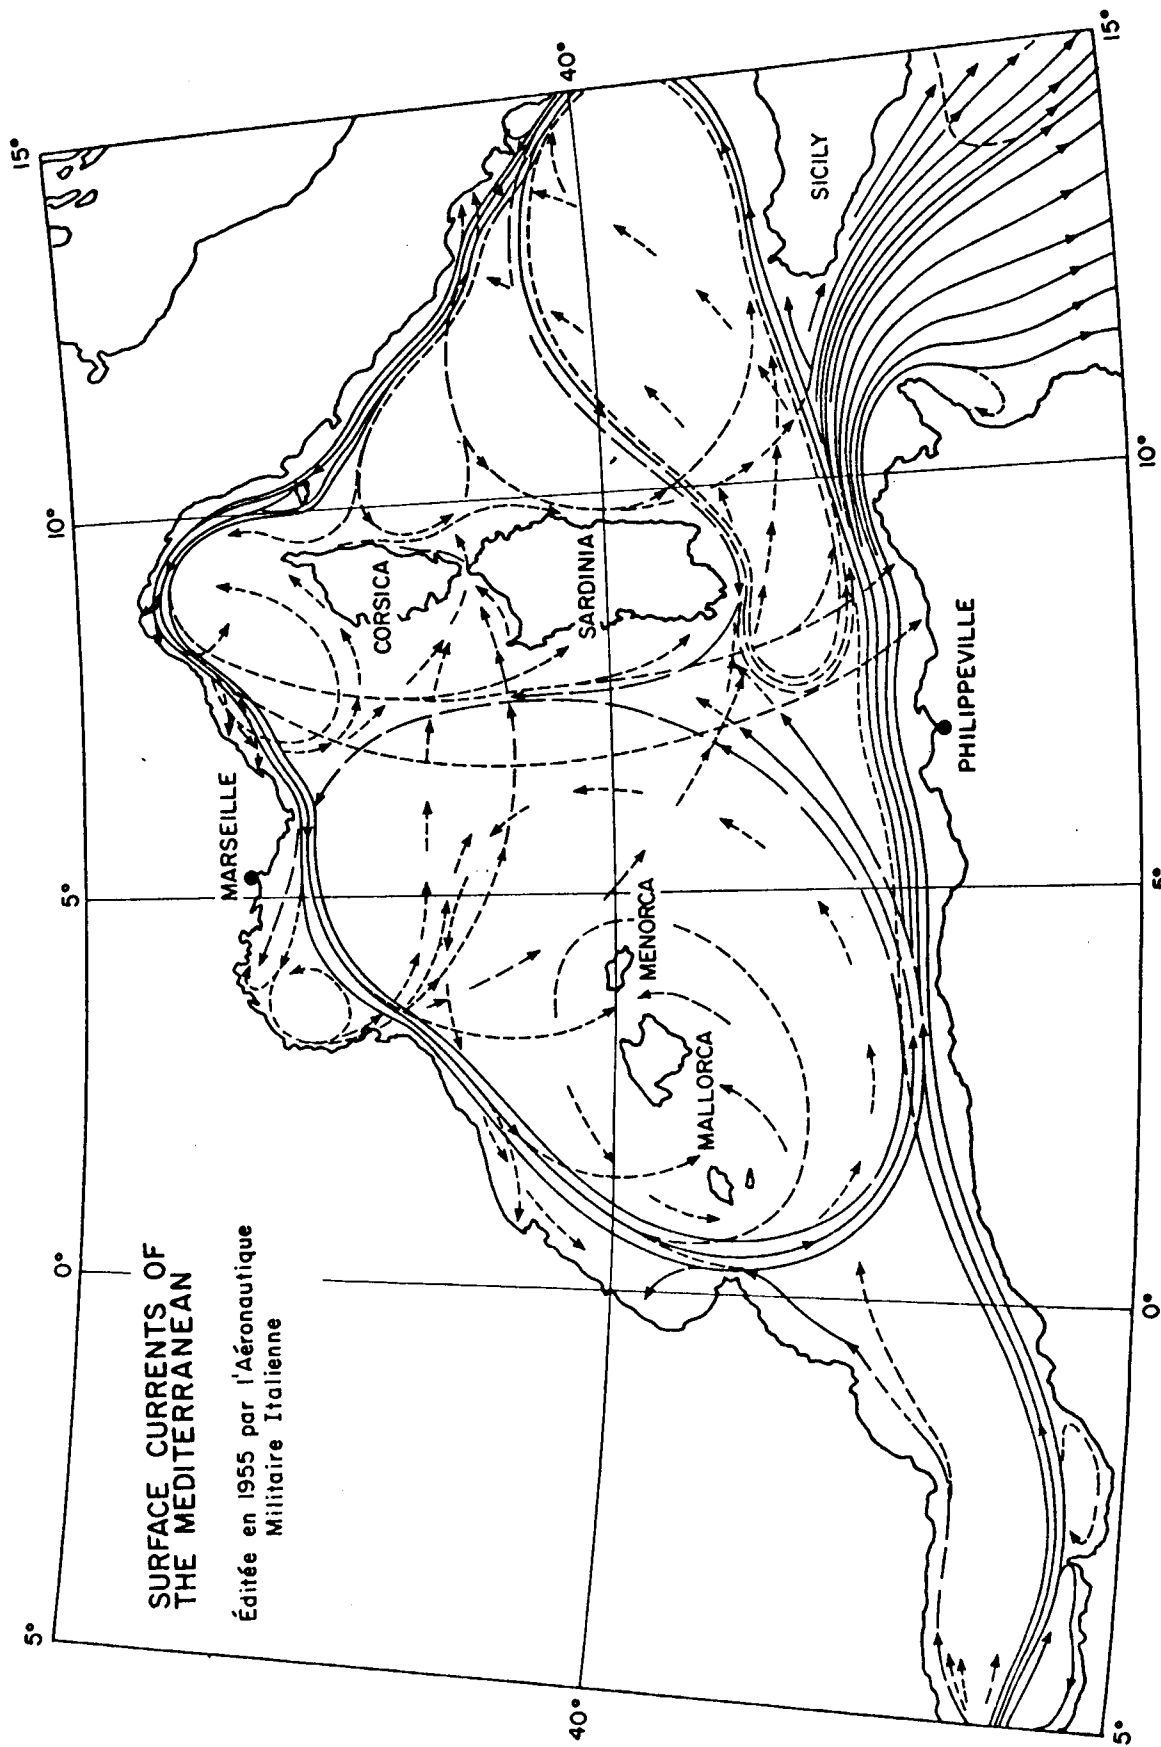 SURFACE CURRENTS OF
THE MEDITERRANEAN
Éditée en 1955 par l'Aéronautique
Militaire Italienne
5°
0°
5°
10°
15°
MARSEILLE
CORSICA
SARDINIA
MENORCA
MALLORCA
SICILY
PHILIPPEVILLE
40°
40°
5°
0°
5°
10°
15°